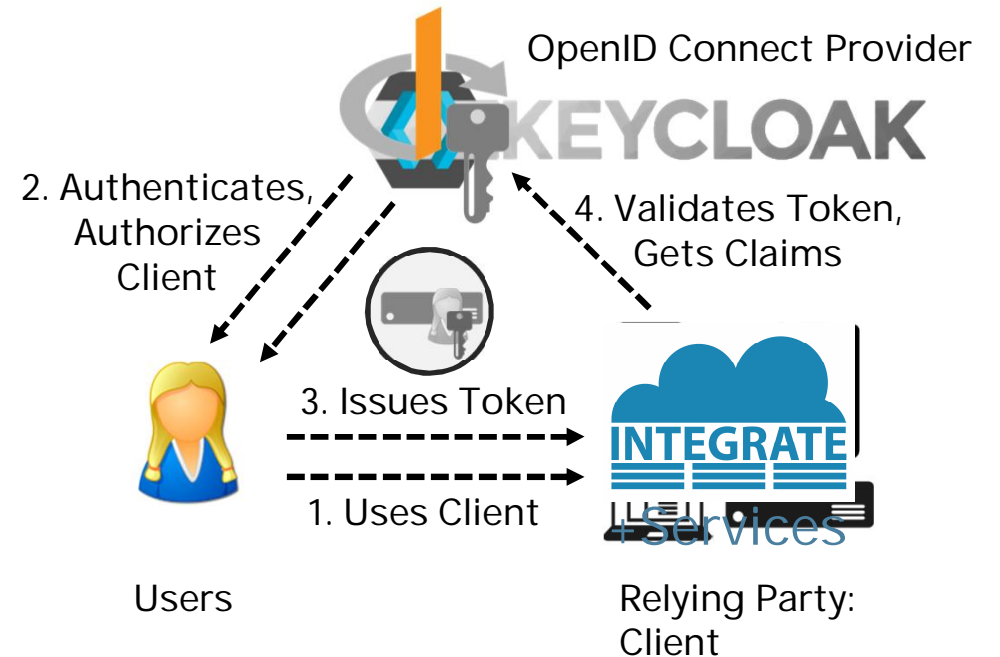 OpenID Connect Provider
KEYCLOAK
2. Authenticates,
Authorizes
Client
4. Validates Token,
Gets Claims
3. Issues Token
INTEGRATE
1. Uses Client
+Services
Users
Relying Party:
Client